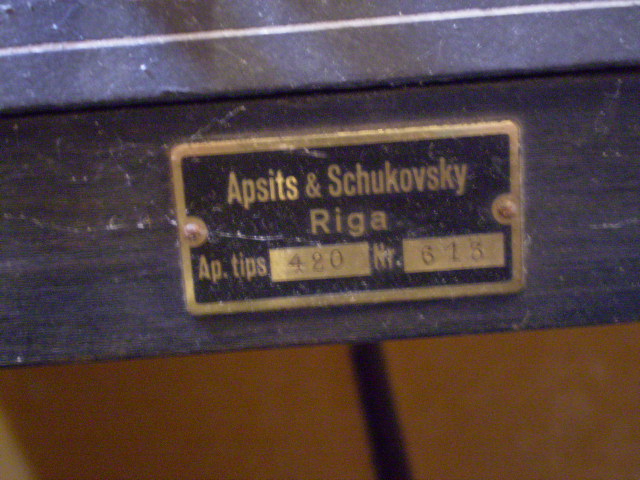 Apsits & Schukovsky
Riga
Ap. tips 420 Nr. 615